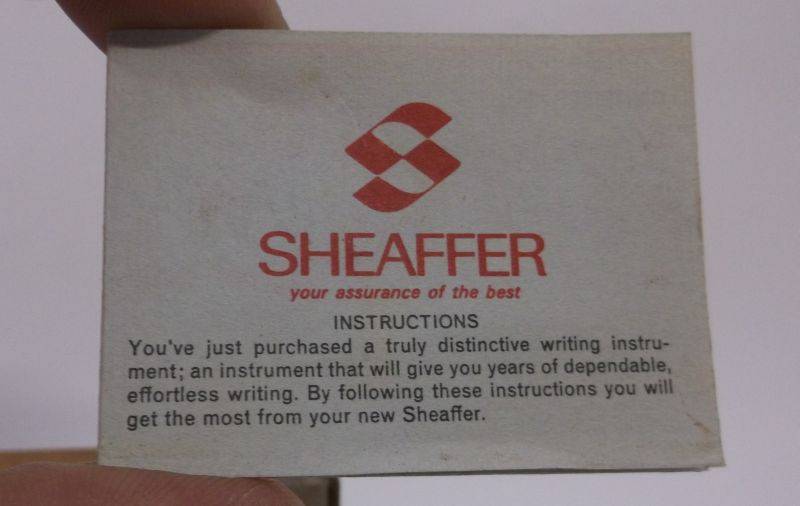 SHEAFFER
your assurance of the best
INSTRUCTIONS
You've just purchased a truly distinctive writing instru-
ment; an instrument that will give you years of dependable,
effortless writing. By following these instructions you will
get the most from your new Sheaffer.